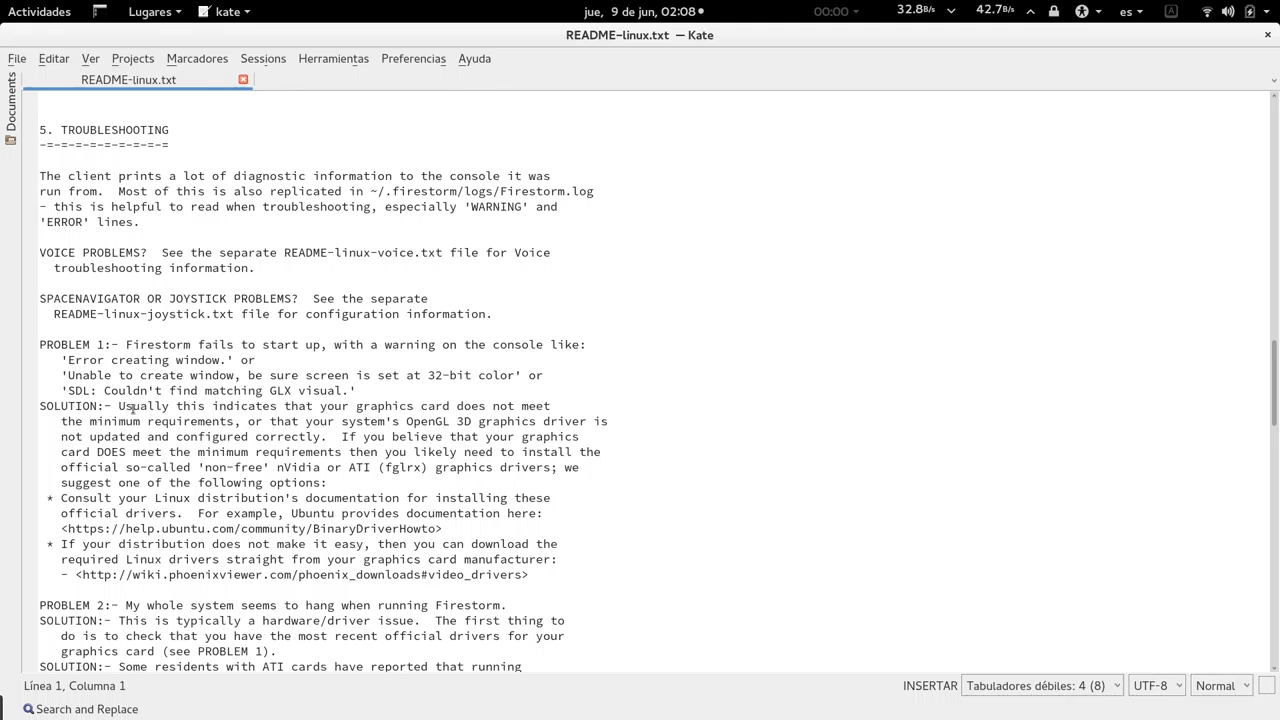 Actividades Lugares kate jue, 9 de jun, 02:08 00:00 32.8B/s 42.7B/s es A
README-linux.txt — Kate
File Editar Ver Projects Marcadores Sessions Herramientas Preferencias Ayuda
README-linux.txt
Documents
5. TROUBLESHOOTING
-=-=-=-=-=-=-=-=-=
The client prints a lot of diagnostic information to the console it was
run from.  Most of this is also replicated in ~/.firestorm/logs/Firestorm.log
- this is helpful to read when troubleshooting, especially 'WARNING' and
'ERROR' lines.
VOICE PROBLEMS?  See the separate README-linux-voice.txt file for Voice
troubleshooting information.
SPACENAVIGATOR OR JOYSTICK PROBLEMS?  See the separate
README-linux-joystick.txt file for configuration information.
PROBLEM 1:- Firestorm fails to start up, with a warning on the console like:
'Error creating window.' or
'Unable to create window, be sure screen is set at 32-bit color' or
'SDL: Couldn't find matching GLX visual.'
SOLUTION:- Usually this indicates that your graphics card does not meet
the minimum requirements, or that your system's OpenGL 3D graphics driver is
not updated and configured correctly.  If you believe that your graphics
card DOES meet the minimum requirements then you likely need to install the
official so-called 'non-free' nVidia or ATI (fglrx) graphics drivers; we
suggest one of the following options:
* Consult your Linux distribution's documentation for installing these
official drivers.  For example, Ubuntu provides documentation here:
<https://help.ubuntu.com/community/BinaryDriverHowto>
* If your distribution does not make it easy, then you can download the
required Linux drivers straight from your graphics card manufacturer:
- <http://wiki.phoenixviewer.com/phoenix_downloads#video_drivers>
PROBLEM 2:- My whole system seems to hang when running Firestorm.
SOLUTION:- This is typically a hardware/driver issue.  The first thing to
do is to check that you have the most recent official drivers for your
graphics card (see PROBLEM 1).
SOLUTION:- Some residents with ATI cards have reported that running
Línea 1, Columna 1 INSERTAR Tabuladores débiles: 4 (8) UTF-8 Normal
Search and Replace